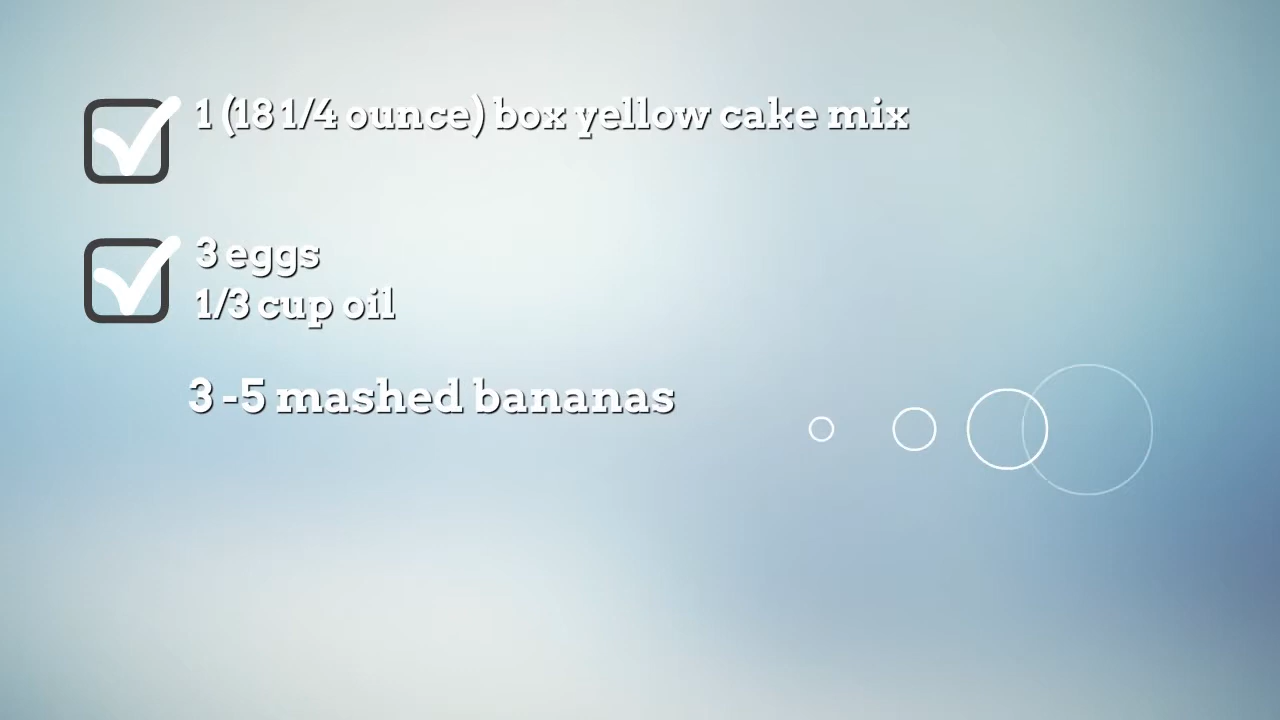 1 (18 1/4 ounce) box yellow cake mix
3 eggs
1/3 cup oil
3 -5 mashed bananas